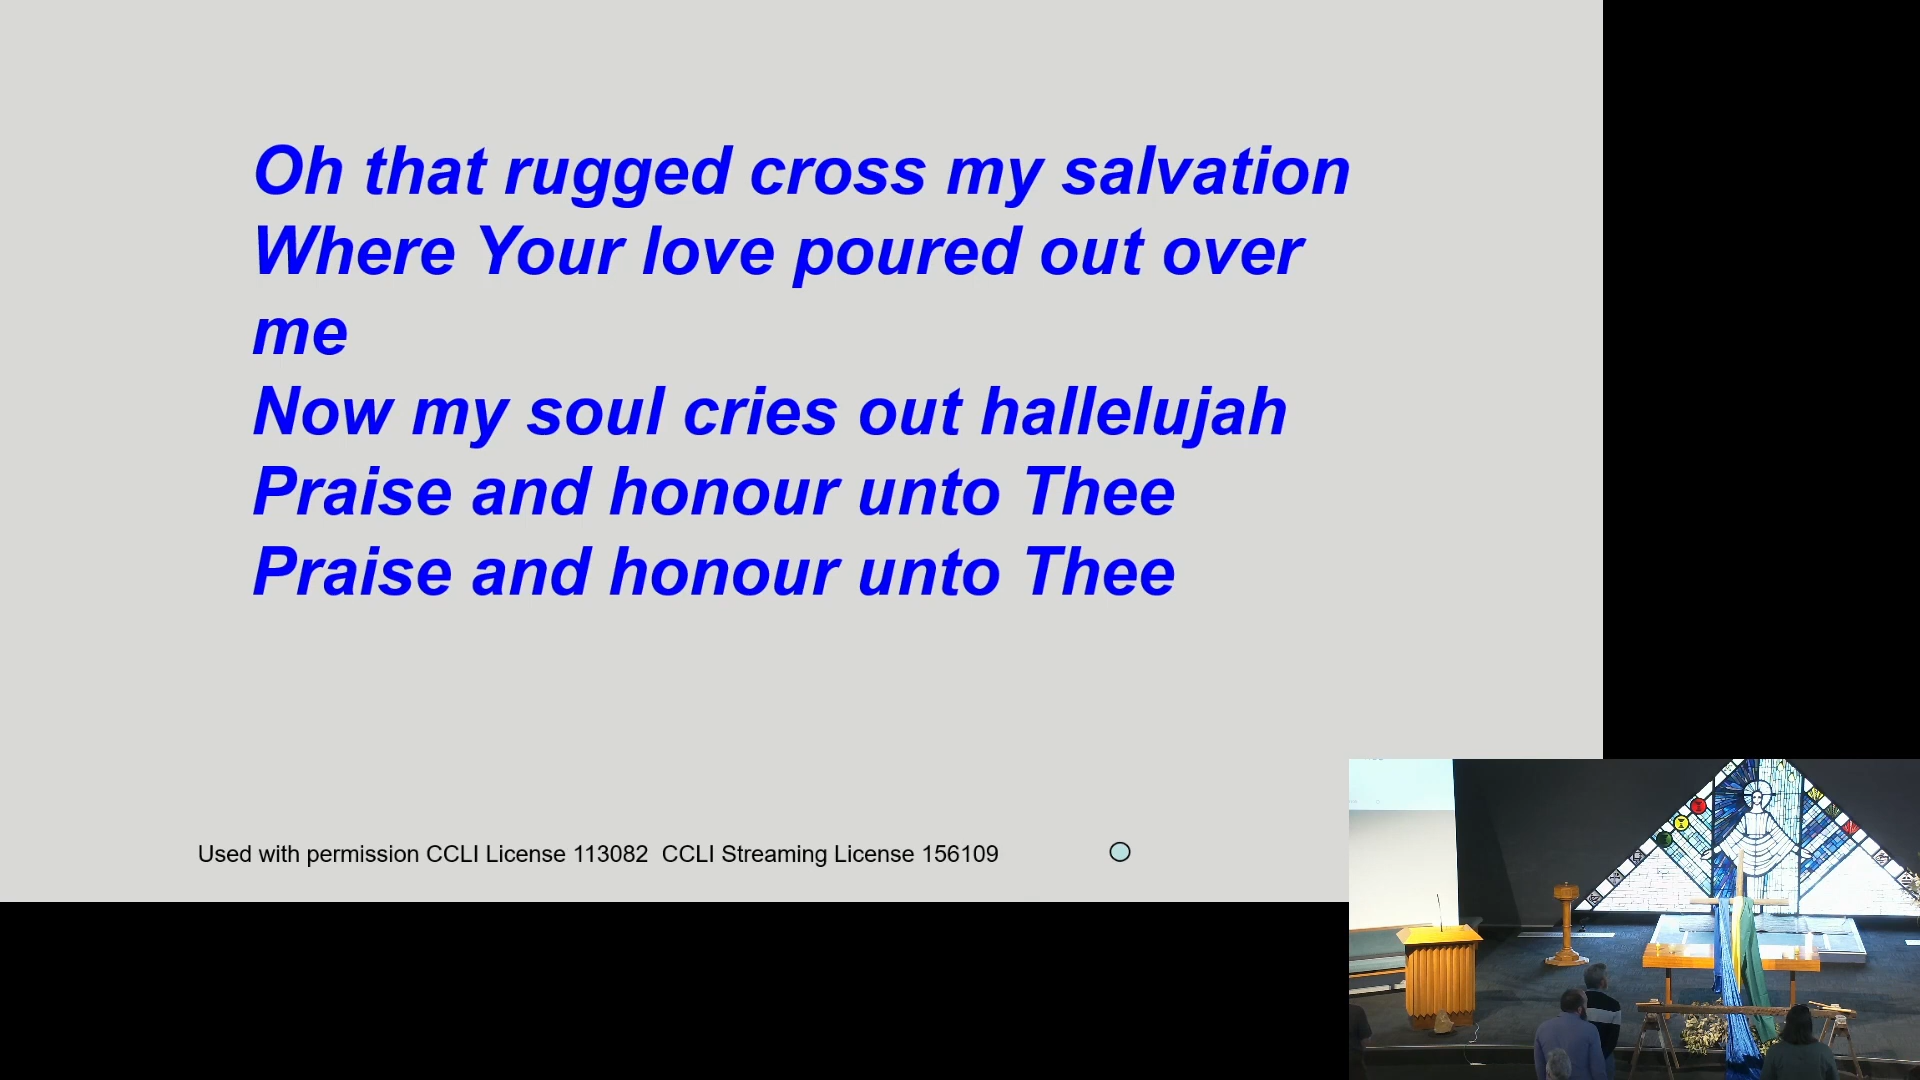 Oh that rugged cross my salvation
Where Your love poured out over
me
Now my soul cries out hallelujah
Praise and honour unto Thee
Praise and honour unto Thee
Used with permission CCLI License 113082  CCLI Streaming License 156109